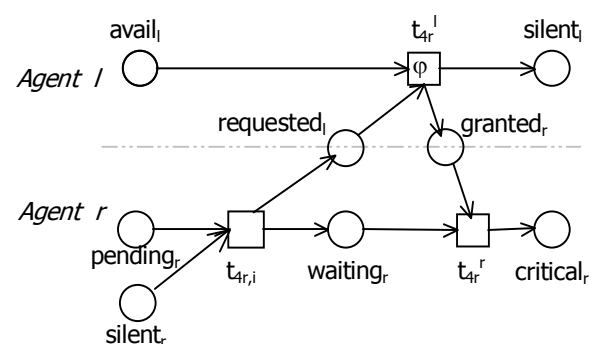 avail_l t_4r^l silent_l
Agent l φ
requested_l granted_r
Agent r
pending_r t_4r,i waiting_r t_4r^r critical_r
silent_r